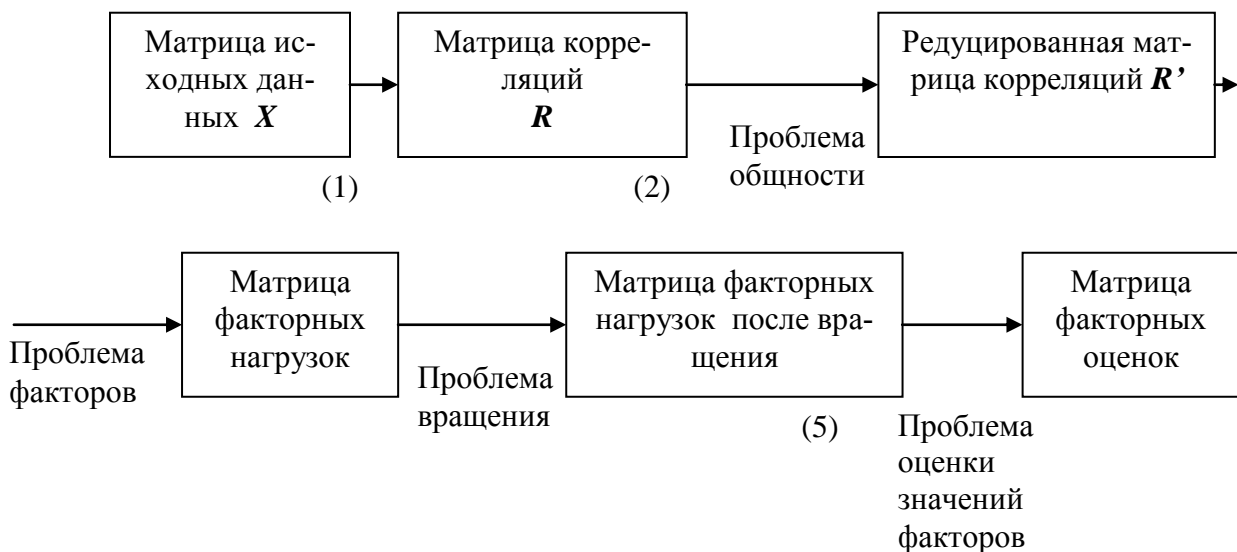 Матрица ис-
ходных дан-
ных X
Матрица корре-
ляций
R
Редуцированная мат-
рица корреляций R’
(1)
(2)
Проблема
общности
Проблема
факторов
Матрица
факторных
нагрузок
Проблема
вращения
Матрица факторных
нагрузок после вра-
щения
(5)
Проблема
оценки
значений
факторов
Матрица
факторных
оценок